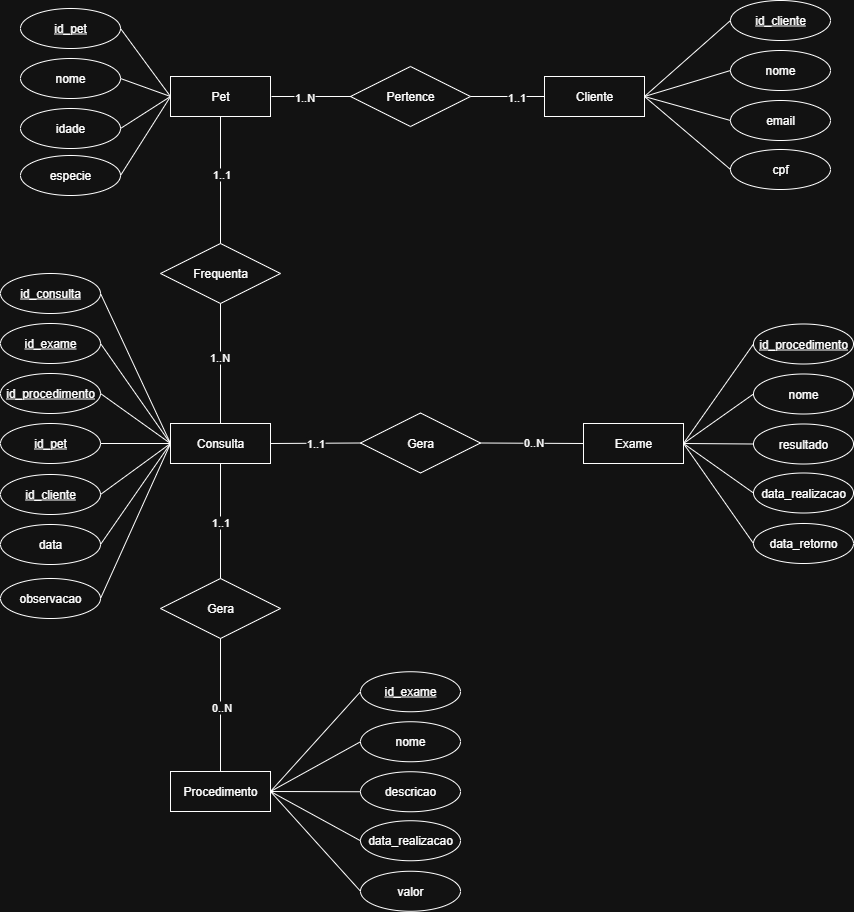 id_pet
nome
idade
especie
Pet
1..N
Pertence
1..1
Cliente
id_cliente
nome
email
cpf
1..1
Frequenta
1..N
id_consulta
id_exame
id_procedimento
id_pet
id_cliente
data
observacao
Consulta
1..1
Gera
0..N
Exame
id_procedimento
nome
resultado
data_realizacao
data_retorno
1..1
Gera
0..N
Procedimento
id_exame
nome
descricao
data_realizacao
valor